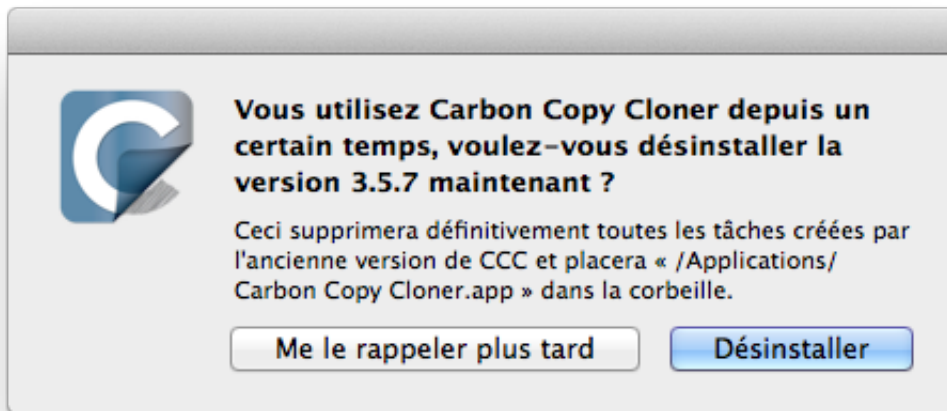 Vous utilisez Carbon Copy Cloner depuis un
certain temps, voulez-vous désinstaller la
version 3.5.7 maintenant ?
Ceci supprimera définitivement toutes les tâches créées par
l'ancienne version de CCC et placera « /Applications/
Carbon Copy Cloner.app » dans la corbeille.
Me le rappeler plus tard
Désinstaller